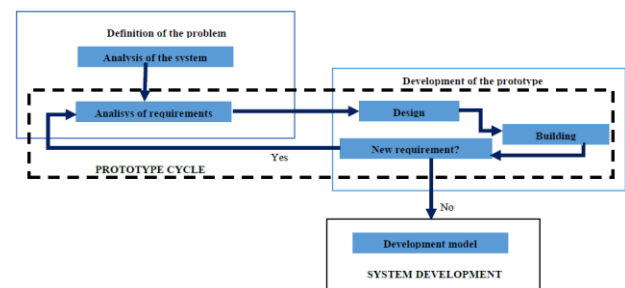 Definition of the problem
Analysis of the system
Development of the prototype
Analisys of requirements
Design
Building
New requirement?
Yes
PROTOTYPE CYCLE
No
Development model
SYSTEM DEVELOPMENT